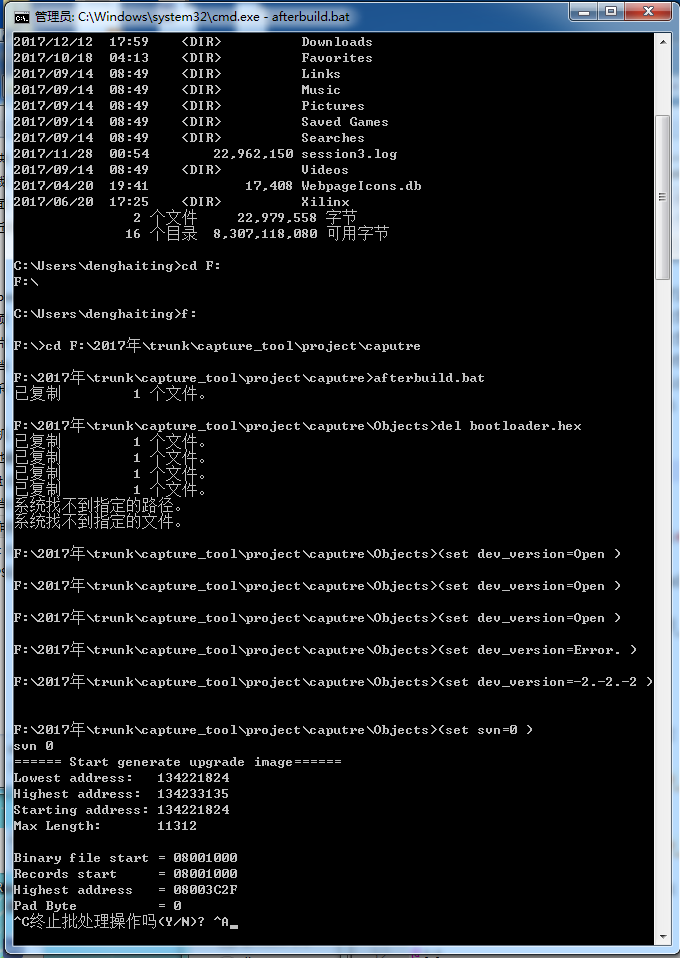 管理员: C:\Windows\system32\cmd.exe - afterbuild.bat
2017/12/12  17:59    <DIR>          Downloads
2017/10/18  04:13    <DIR>          Favorites
2017/09/14  08:49    <DIR>          Links
2017/09/14  08:49    <DIR>          Music
2017/09/14  08:49    <DIR>          Pictures
2017/09/14  08:49    <DIR>          Saved Games
2017/09/14  08:49    <DIR>          Searches
2017/11/28  00:54        22,962,150 session3.log
2017/09/14  08:49    <DIR>          Videos
2017/04/20  19:41            17,408 WebpageIcons.db
2017/06/20  17:25    <DIR>          Xilinx
2 个文件     22,979,558 字节
16 个目录  8,307,118,080 可用字节
C:\Users\denghaiting>cd F:
F:\
C:\Users\denghaiting>f:
F:\>cd F:\2017年\trunk\capture_tool\project\caputre
F:\2017年\trunk\capture_tool\project\caputre>afterbuild.bat
已复制         1 个文件。
F:\2017年\trunk\capture_tool\project\caputre\Objects>del bootloader.hex
已复制         1 个文件。
已复制         1 个文件。
已复制         1 个文件。
已复制         1 个文件。
系统找不到指定的路径。
系统找不到指定的文件。
F:\2017年\trunk\capture_tool\project\caputre\Objects>(set dev_version=Open )
F:\2017年\trunk\capture_tool\project\caputre\Objects>(set dev_version=Open )
F:\2017年\trunk\capture_tool\project\caputre\Objects>(set dev_version=Open )
F:\2017年\trunk\capture_tool\project\caputre\Objects>(set dev_version=Error. )
F:\2017年\trunk\capture_tool\project\caputre\Objects>(set dev_version=-2.-2.-2 )
F:\2017年\trunk\capture_tool\project\caputre\Objects>(set svn=0 )
svn 0
====== Start generate upgrade image======
Lowest address:   134221824
Highest address:  134233135
Starting address: 134221824
Max Length:       11312
Binary file start = 08001000
Records start     = 08001000
Highest address   = 08003C2F
Pad Byte          = 0
^C终止批处理操作吗(Y/N)? ^A_